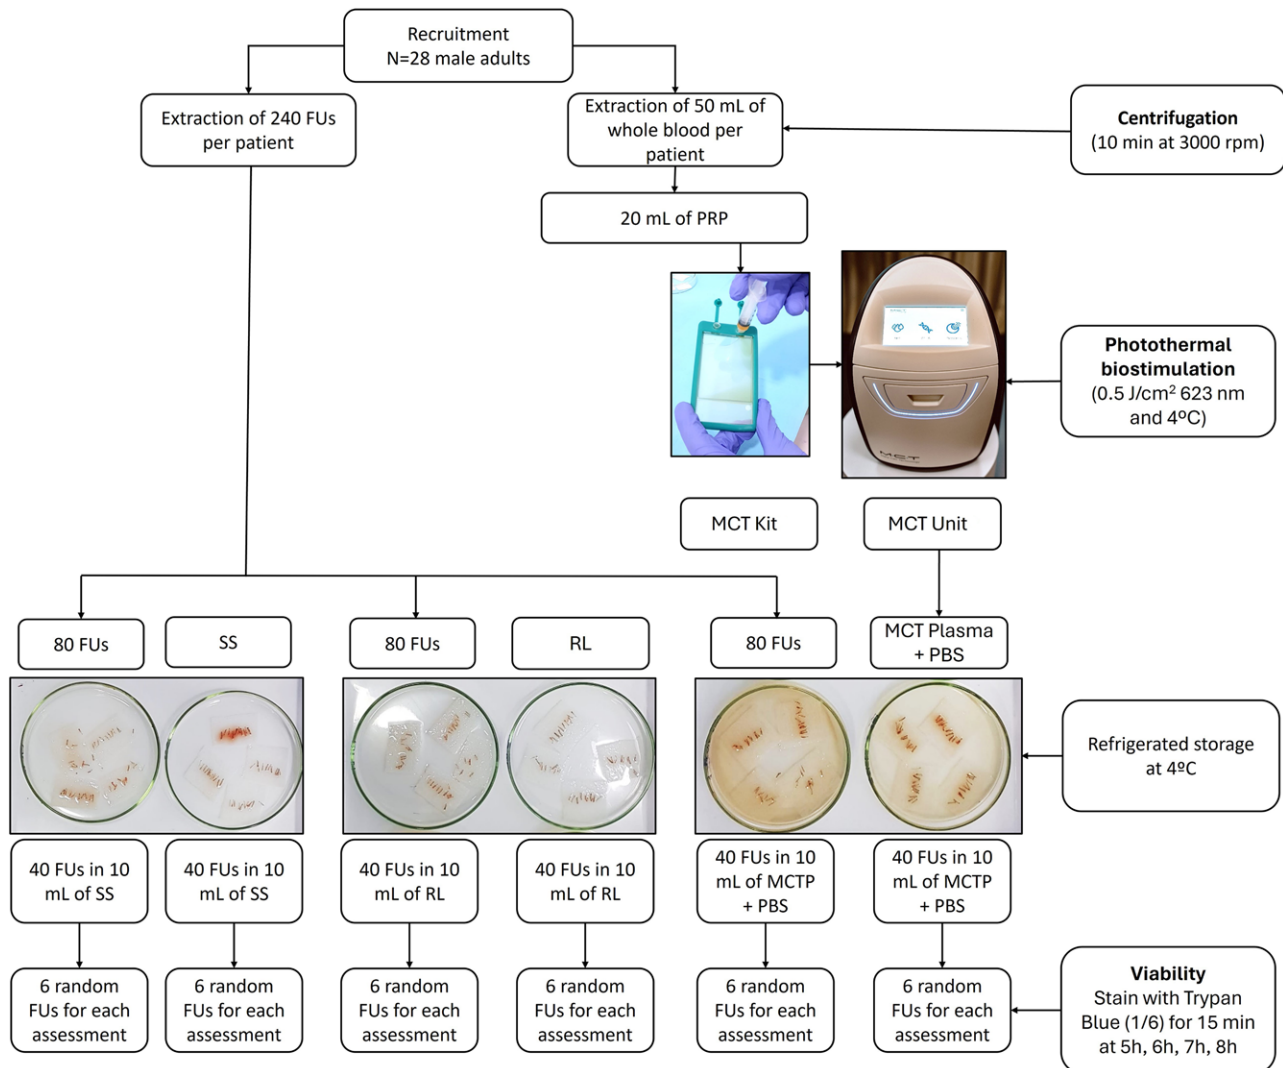 Recruitment
N=28 male adults
Extraction of 240 FUs
per patient
Extraction of 50 mL of
whole blood per
patient
Centrifugation
(10 min at 3000 rpm)
20 mL of PRP
Photothermal
biostimulation
(0.5 J/cm² 623 nm
and 4ºC)
MCT
MCT Kit
MCT Unit
80 FUs
SS
80 FUs
RL
80 FUs
MCT Plasma
+ PBS
Refrigerated storage
at 4ºC
40 FUs in 10
mL of SS
40 FUs in 10
mL of SS
40 FUs in 10
mL of RL
40 FUs in 10
mL of RL
40 FUs in 10
mL of MCTP
+ PBS
40 FUs in 10
mL of MCTP
+ PBS
6 random
FUs for each
assessment
6 random
FUs for each
assessment
6 random
FUs for each
assessment
6 random
FUs for each
assessment
6 random
FUs for each
assessment
6 random
FUs for each
assessment
Viability
Stain with Trypan
Blue (1/6) for 15 min
at 5h, 6h, 7h, 8h